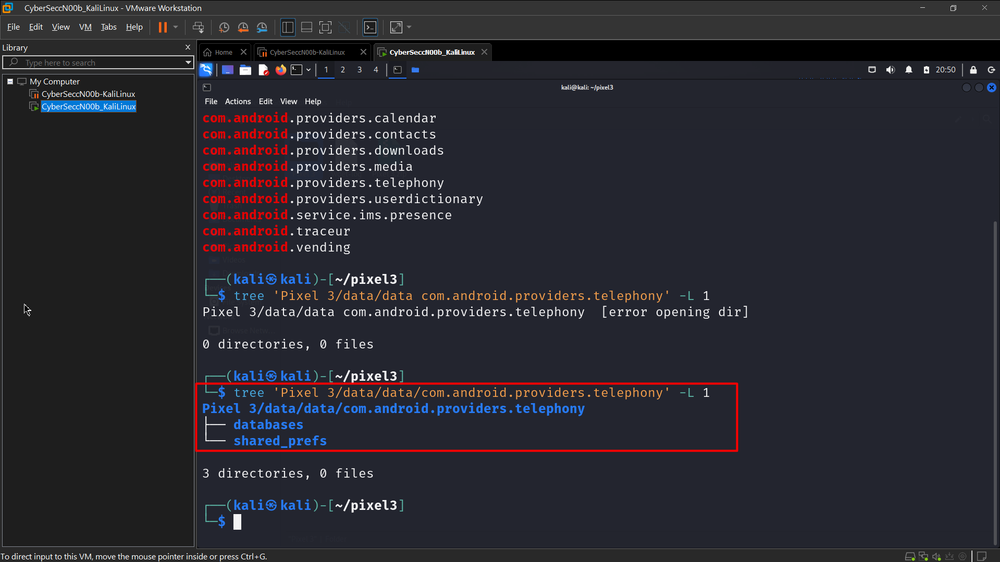 CyberSeccN00b_KaliLinux - VMware Workstation
File Edit View VM Tabs Help
Library
Type here to search
My Computer
CyberSeccN00b-KaliLinux
CyberSeccN00b_KaliLinux
Home CyberSeccN00b-KaliLinux CyberSeccN00b_KaliLinux
1 2 3 4 20:50
kali@kali: ~/pixel3
File Actions Edit View Help
com.android.providers.calendar
com.android.providers.contacts
com.android.providers.downloads
com.android.providers.media
com.android.providers.telephony
com.android.providers.userdictionary
com.android.service.ims.presence
com.android.traceur
com.android.vending
┌──(kali㉿kali)-[~/pixel3]
└─$ tree 'Pixel 3/data/data com.android.providers.telephony' -L 1
Pixel 3/data/data com.android.providers.telephony  [error opening dir]
0 directories, 0 files
┌──(kali㉿kali)-[~/pixel3]
└─$ tree 'Pixel 3/data/data/com.android.providers.telephony' -L 1
Pixel 3/data/data/com.android.providers.telephony
├── databases
└── shared_prefs
3 directories, 0 files
┌──(kali㉿kali)-[~/pixel3]
└─$
To direct input to this VM, move the mouse pointer inside or press Ctrl+G.